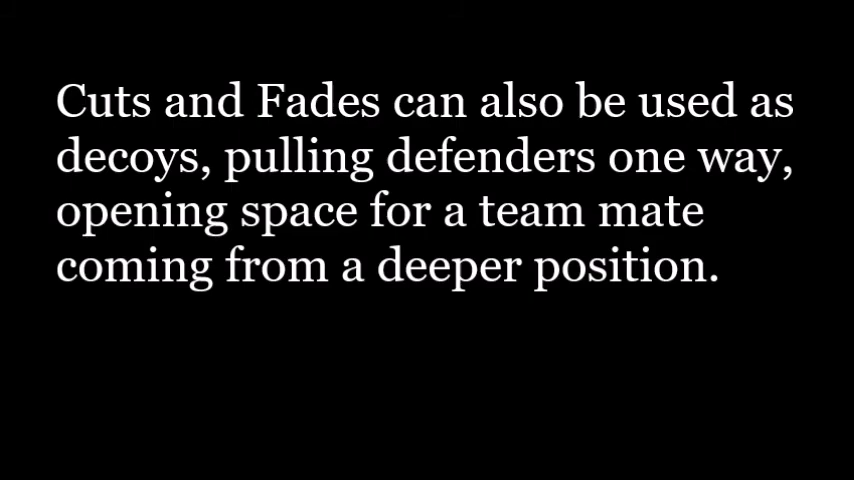 Cuts and Fades can also be used as
decoys, pulling defenders one way,
opening space for a team mate
coming from a deeper position.